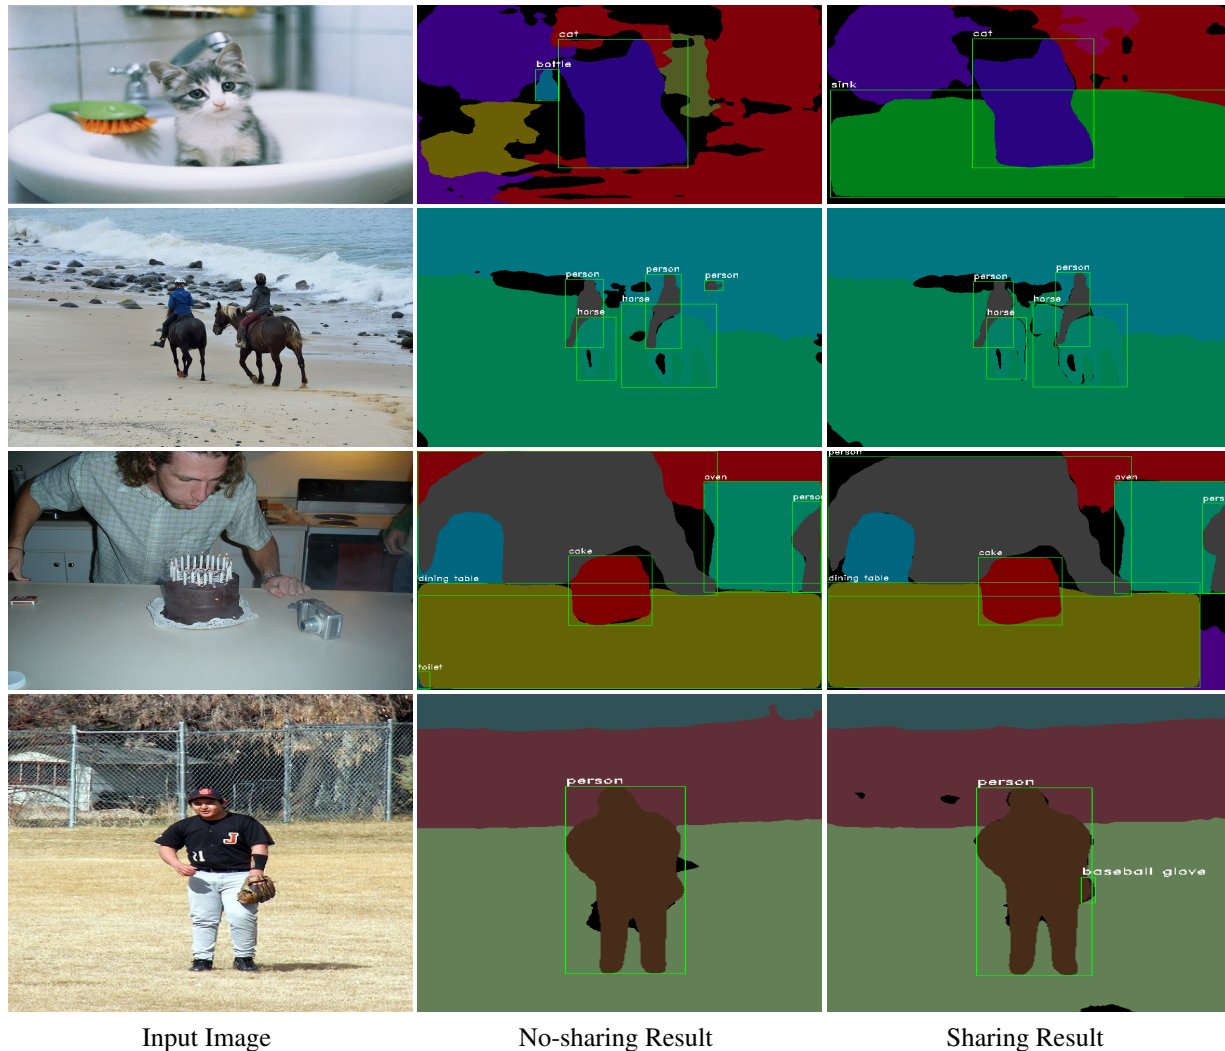 cat
bottle
cat
sink
person
person
person
horse
horse
person
person
horse
horse
oven
person
cake
dining table
toilet
person
oven
pers
cake
dining table
J
21
person
person
baseball glove
Input Image
No-sharing Result
Sharing Result